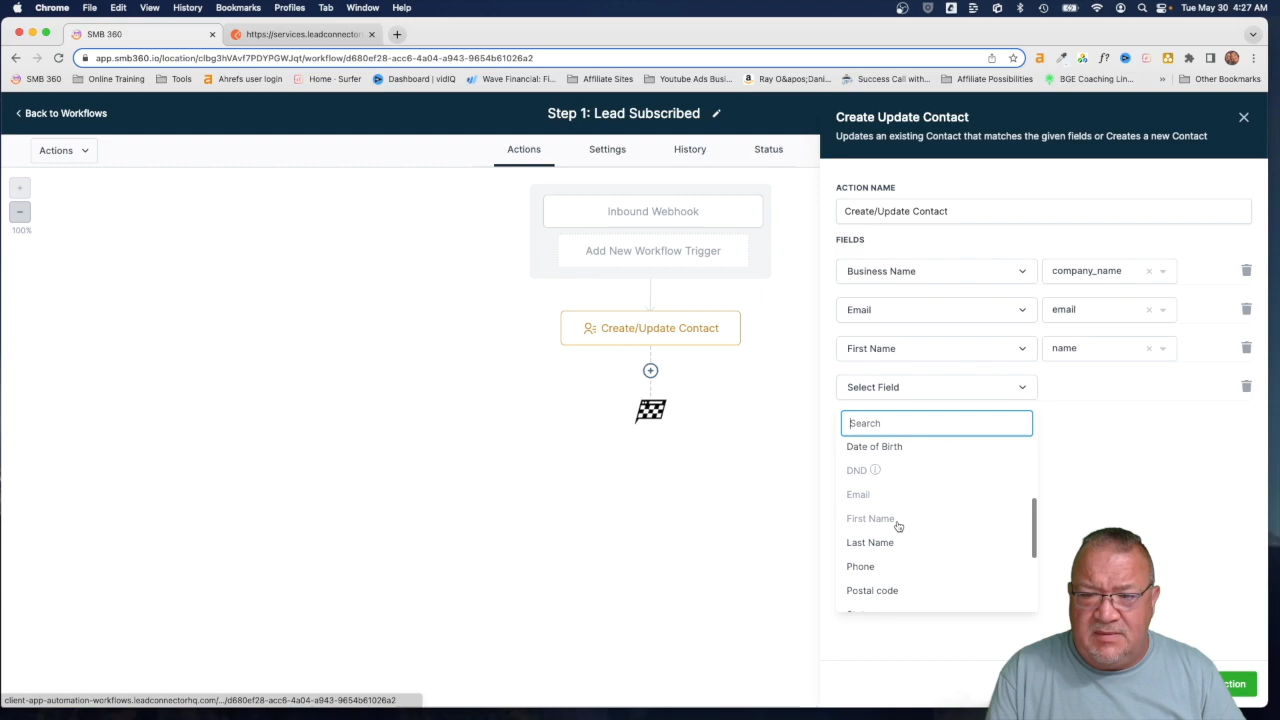 Chrome File Edit View History Bookmarks Profiles Tab Window Help Tue May 30 4:27 AM
SMB 360 https://services.leadconnector
app.smb360.io/location/clbg3hVAvf7PDYPGWJqt/workflow/d680ef28-acc6-4a04-a943-9654b61026a2
SMB 360 Online Training Tools Ahrefs user login Home · Surfer Dashboard | vidIQ Wave Financial: Fi... Affiliate Sites Youtube Ads Busi... Ray O&apos;Dani... Success Call with... Affiliate Possibilities BGE Coaching Lin... » Other Bookmarks
Back to Workflows
Step 1: Lead Subscribed
Create Update Contact
Updates an existing Contact that matches the given fields or Creates a new Contact
Actions
Actions Settings History Status
100%
Inbound Webhook
Add New Workflow Trigger
Create/Update Contact
ACTION NAME
Create/Update Contact
FIELDS
Business Name company_name
Email email
First Name name
Select Field
Search
Date of Birth
DND
Email
First Name
Last Name
Phone
Postal code
ction
client-app-automation-workflows.leadconnectorhq.com/.../d680ef28-acc6-4a04-a943-9654b61026a2